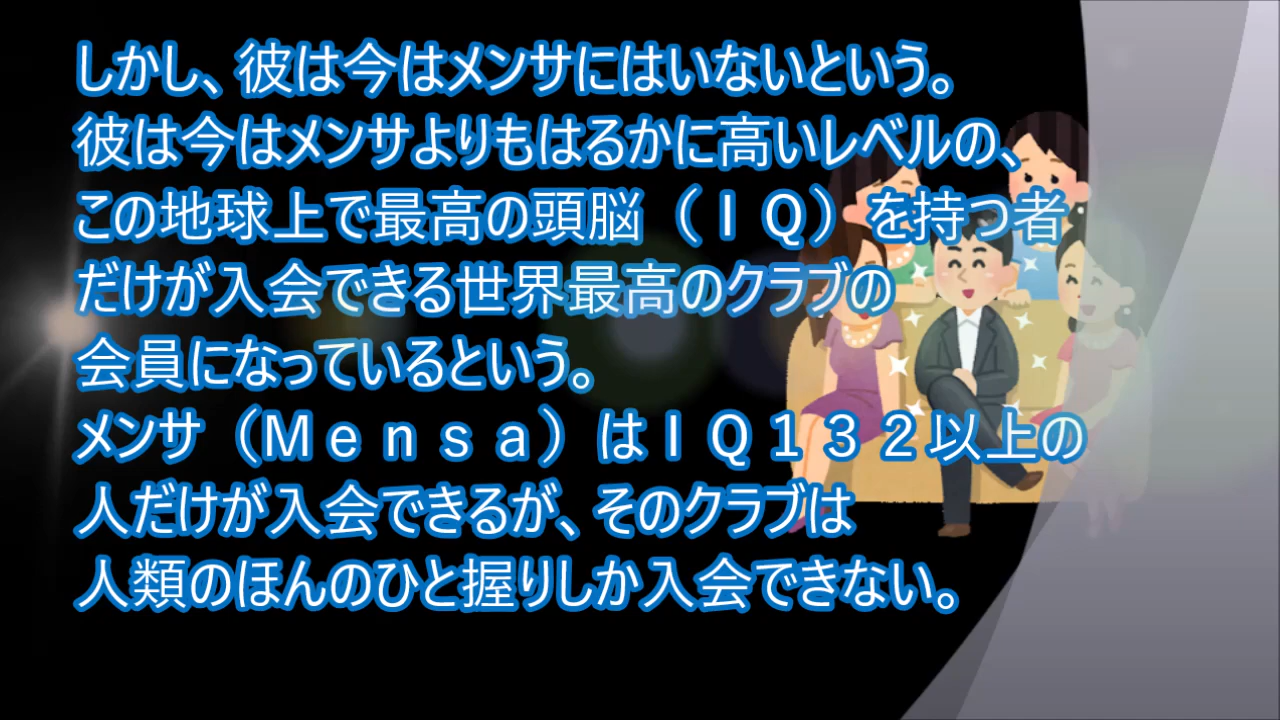 しかし、彼は今はメンサにはいないという。
彼は今はメンサよりもはるかに高いレベルの、
この地球上で最高の頭脳（ＩＱ）を持つ者
だけが入会できる世界最高のクラブの
会員になっているという。
メンサ（Ｍｅｎｓａ）はＩＱ１３２以上の
人だけが入会できるが、そのクラブは
人類のほんのひと握りしか入会できない。